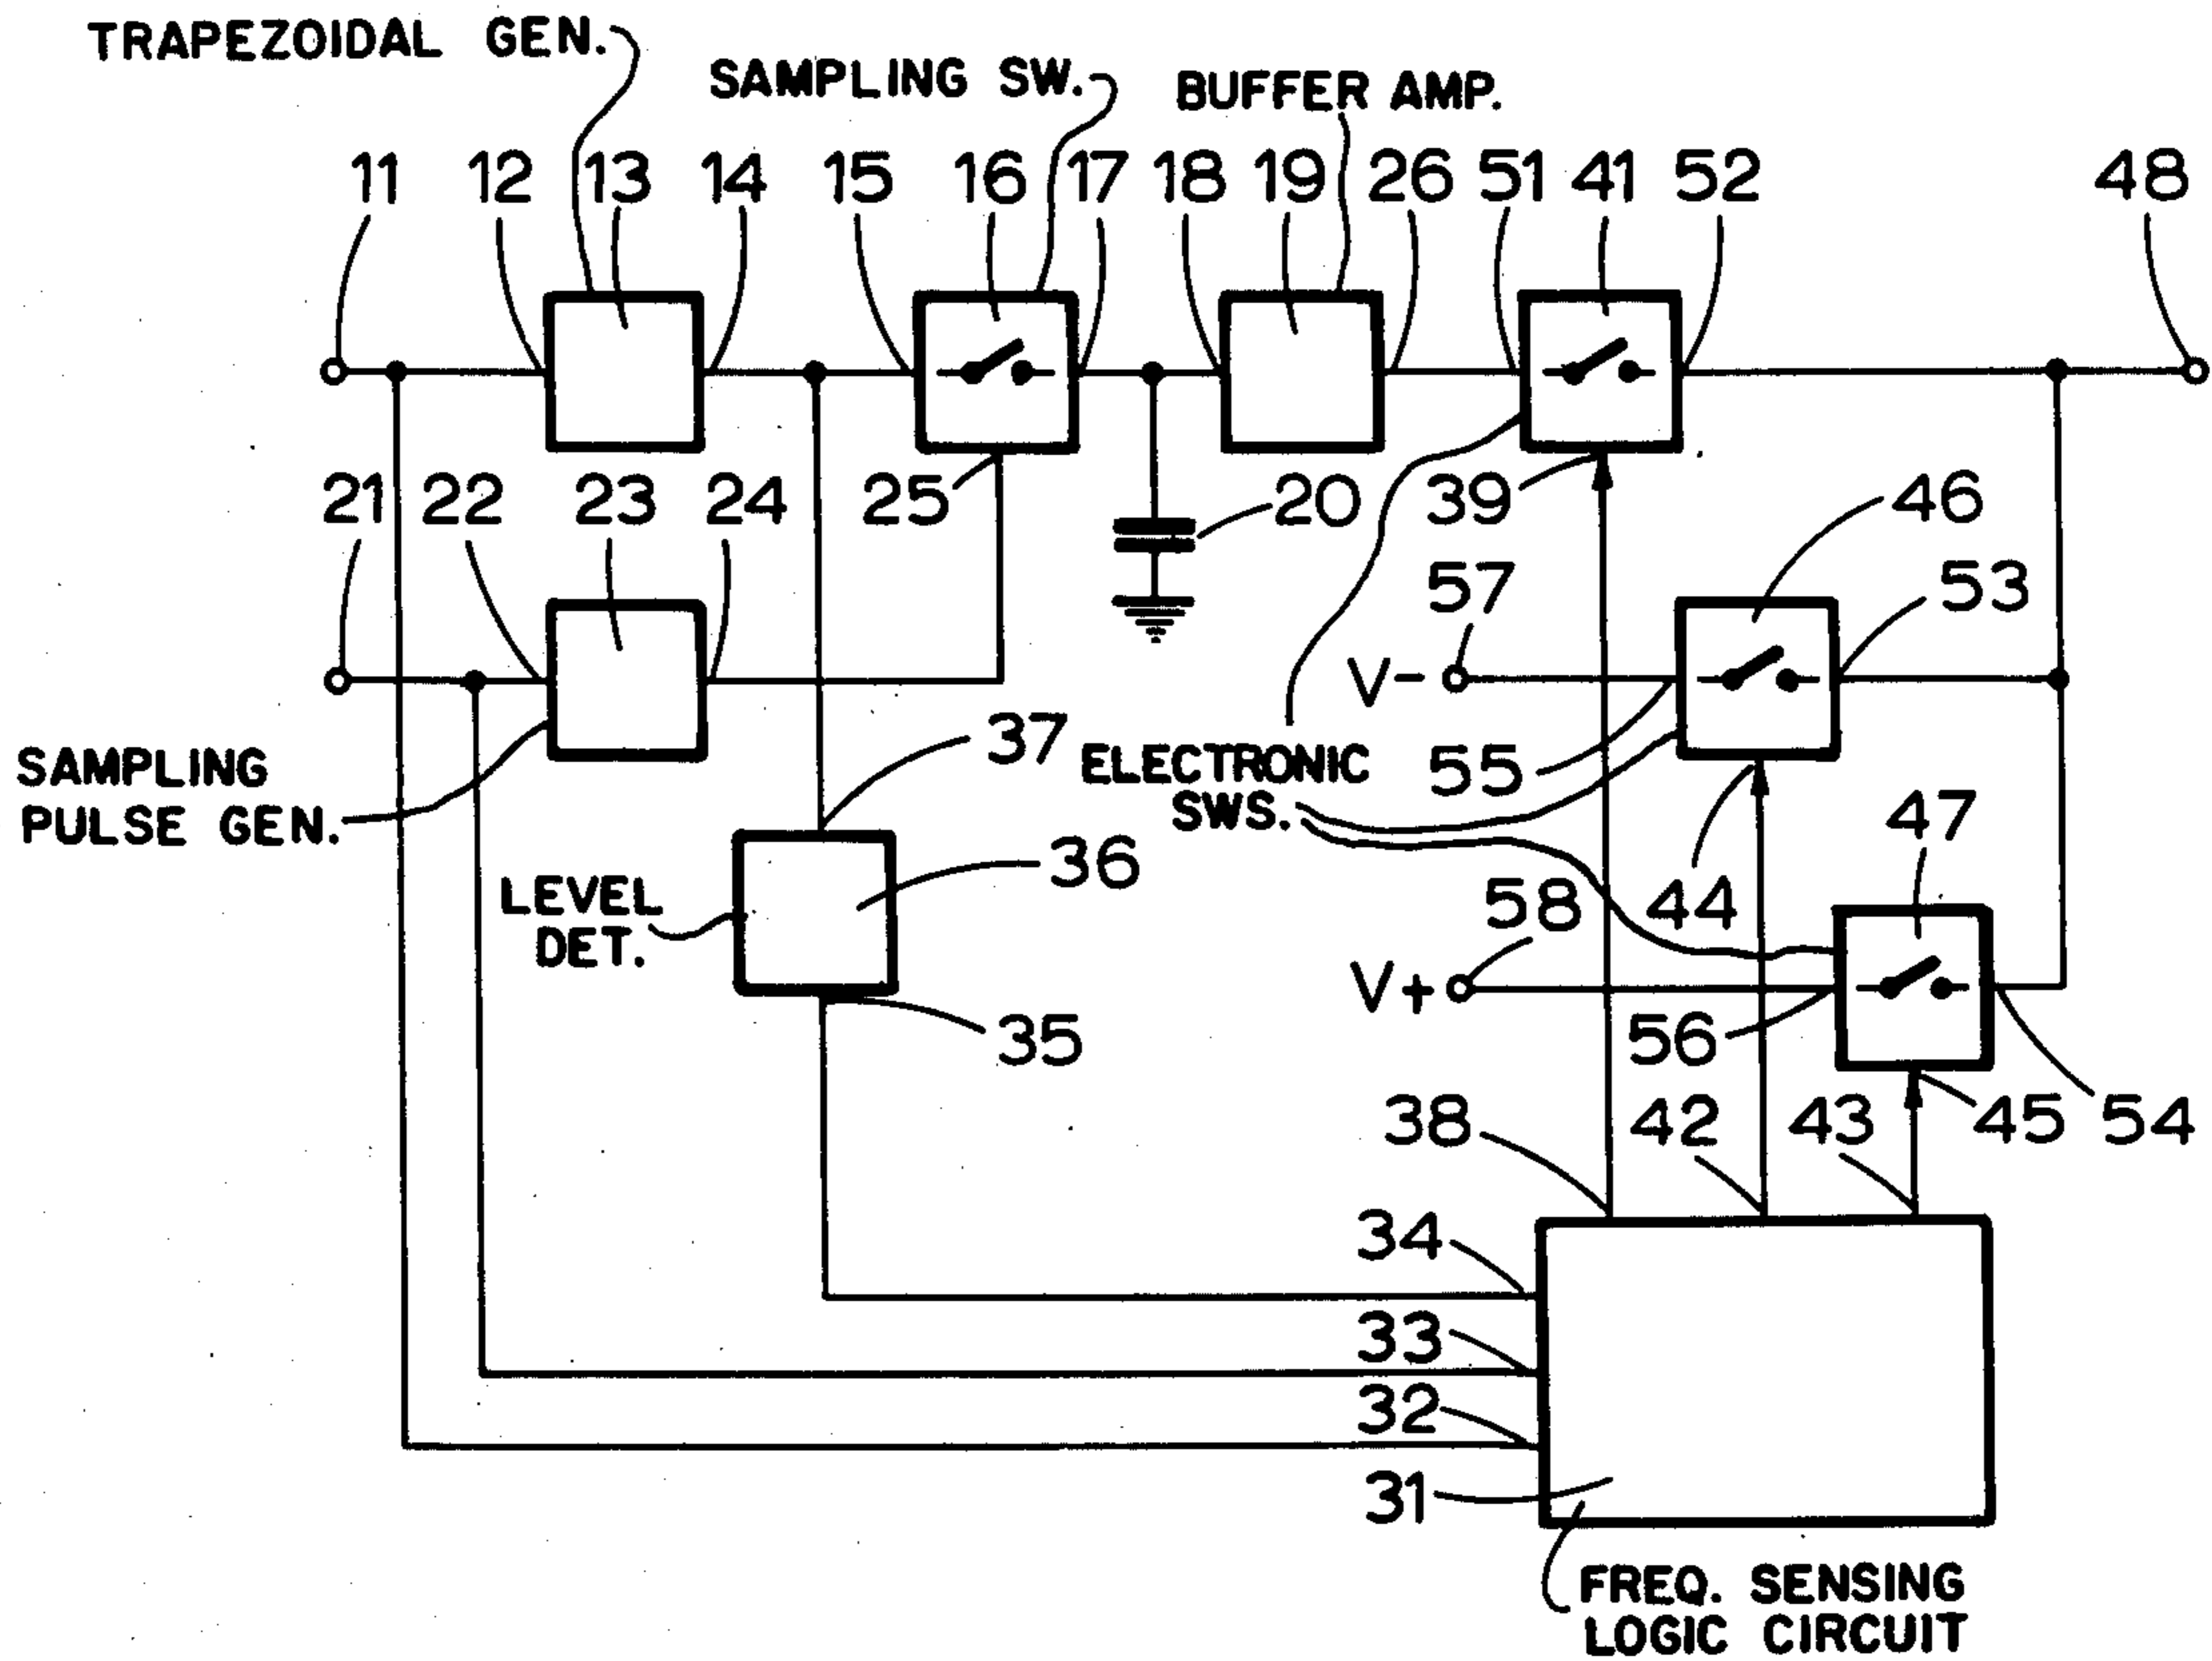 TRAPEZOIDAL GEN.
SAMPLING SW.
BUFFER AMP.
11 12 13 14 15 16 17 18 19 26 51 41 52 48
21 22 23 24 25 20 39 46
57 53
V-
37
SAMPLING
PULSE GEN.
ELECTRONIC
SWS.
55
47
36
LEVEL
DET.
58 44
V+
35 56
38 42 43 45 54
34
33
32
31
FREQ. SENSING
LOGIC CIRCUIT